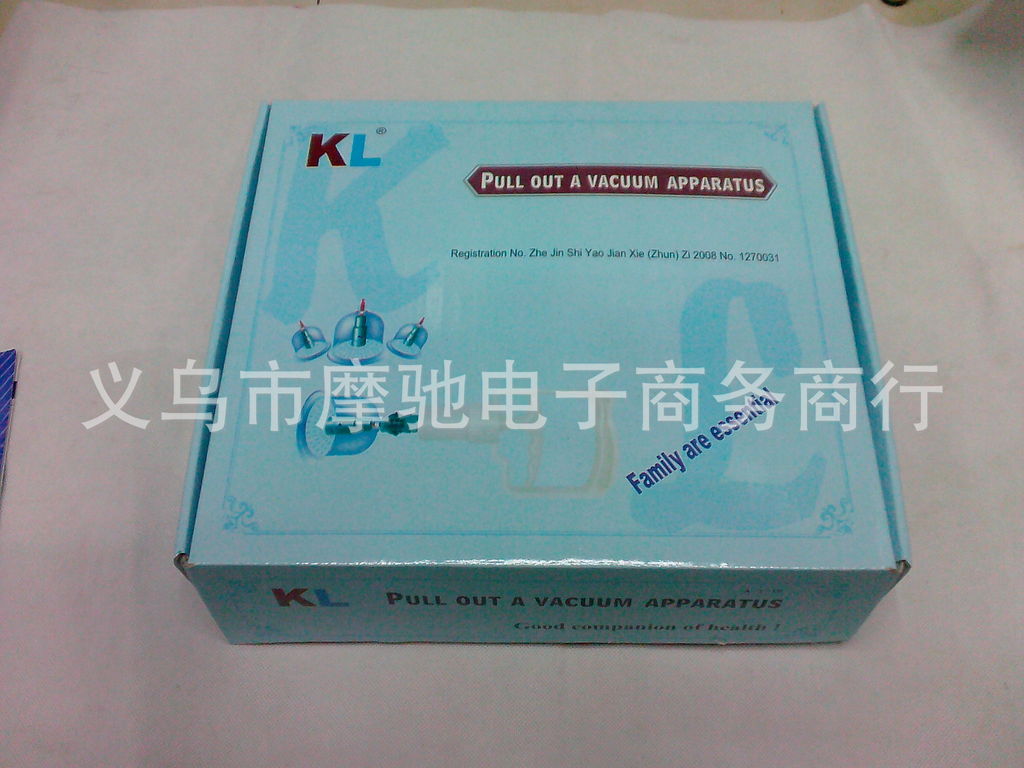 KL®
PULL OUT A VACUUM APPARATUS
Registration No. Zhe Jin Shi Yao Jian Xie (Zhun) Zi 2008 No. 1270031
义乌市摩驰电子商务商行
Family are essential
KL PULL OUT A VACUUM APPARATUS
Good companion of health !